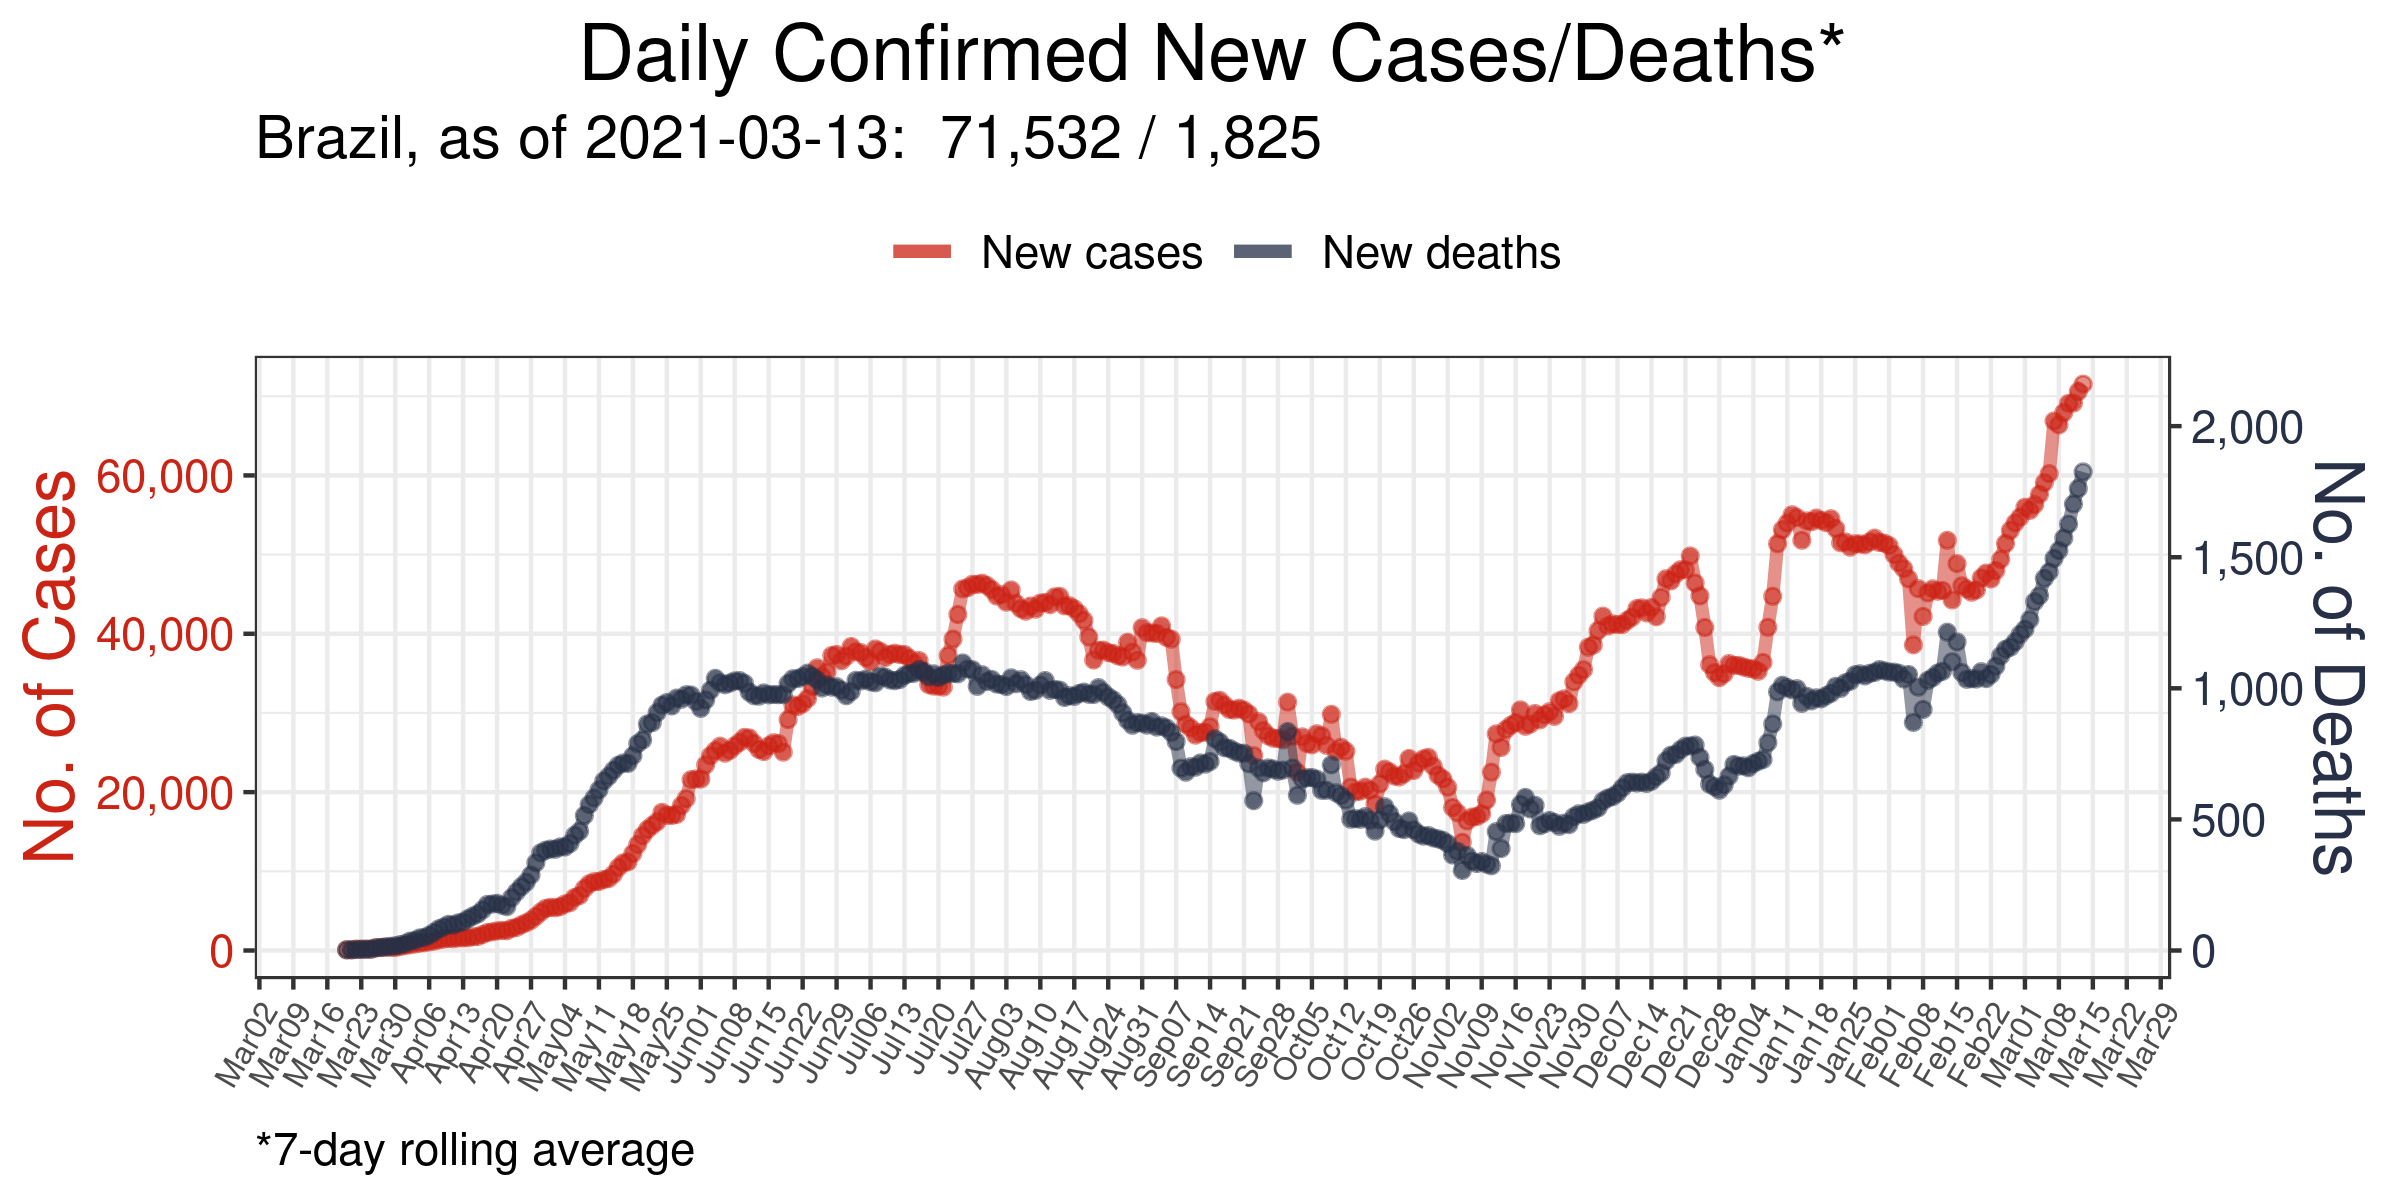 Daily Confirmed New Cases/Deaths*
Brazil, as of 2021-03-13:  71,532 / 1,825
New cases
New deaths
No. of Cases
60,000
40,000
20,000
0
2,000
1,500
1,000
500
0
No. of Deaths
Mar02
Mar09
Mar16
Mar23
Mar30
Apr06
Apr13
Apr20
Apr27
May04
May11
May18
May25
Jun01
Jun08
Jun15
Jun22
Jun29
Jul06
Jul13
Jul20
Jul27
Aug03
Aug10
Aug17
Aug24
Aug31
Sep07
Sep14
Sep21
Sep28
Oct05
Oct12
Oct19
Oct26
Nov02
Nov09
Nov16
Nov23
Nov30
Dec07
Dec14
Dec21
Dec28
Jan04
Jan11
Jan18
Jan25
Feb01
Feb08
Feb15
Feb22
Mar01
Mar08
Mar15
Mar22
Mar29
*7-day rolling average